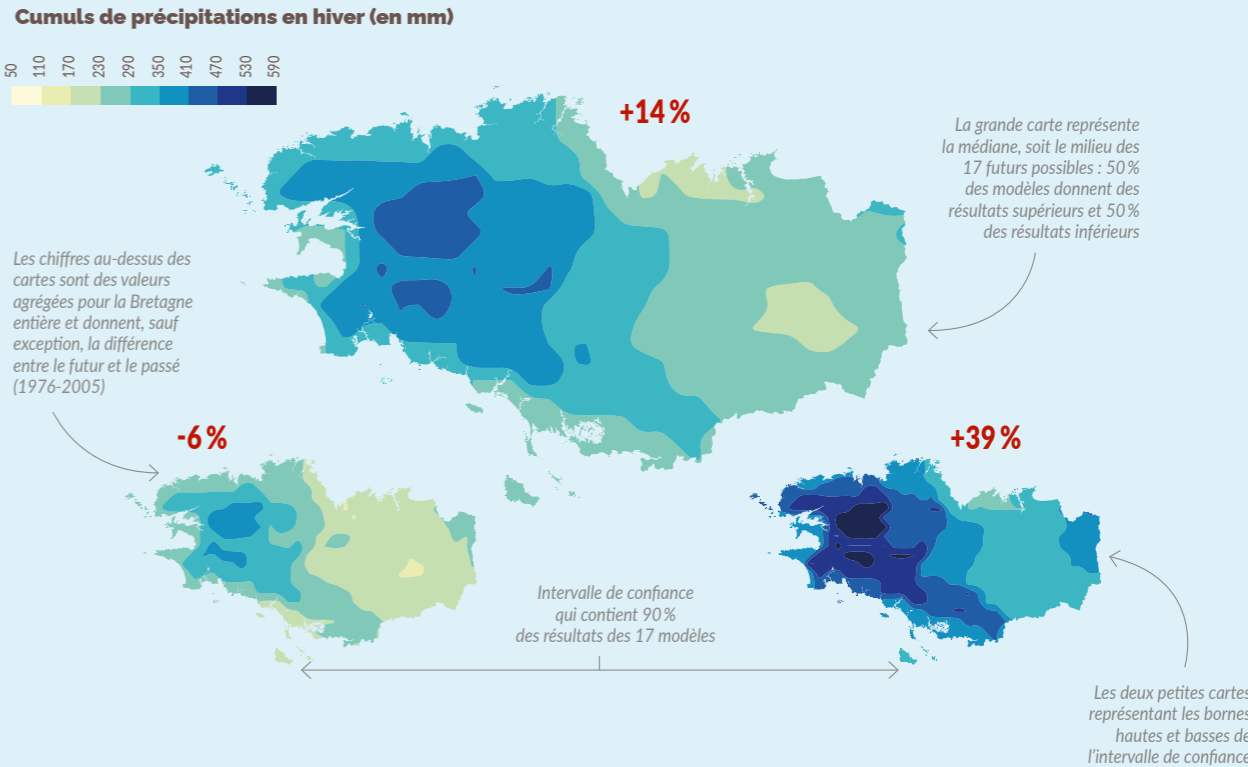 Cumuls de précipitations en hiver (en mm)
50 110 170 230 290 350 410 470 530 590
+14 %
La grande carte représente
la médiane, soit le milieu des
17 futurs possibles : 50 %
des modèles donnent des
résultats supérieurs et 50 %
des résultats inférieurs
Les chiffres au-dessus des
cartes sont des valeurs
agrégées pour la Bretagne
entière et donnent, sauf
exception, la différence
entre le futur et le passé
(1976-2005)
-6 %
+39 %
Intervalle de confiance
qui contient 90 %
des résultats des 17 modèles
Les deux petites cartes
représentant les bornes
hautes et basses de
l'intervalle de confiance